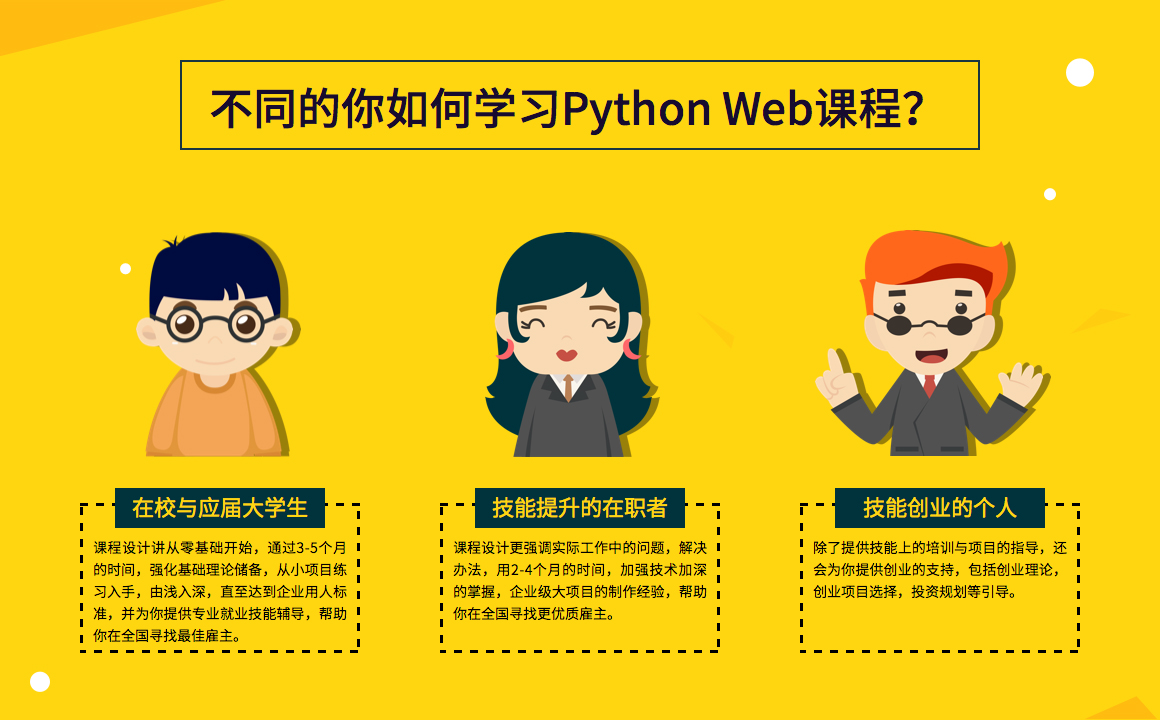 不同的你如何学习Python Web课程？
在校与应届大学生
课程设计讲从零基础开始，通过3-5个月
的时间，强化基础理论储备，从小项目练
习入手，由浅入深，直至达到企业用人标
准，并为你提供专业就业技能辅导，帮助
你在全国寻找最佳雇主。
技能提升的在职者
课程设计更强调实际工作中的问题，解决
办法，用2-4个月的时间，加强技术加深
的掌握，企业级大项目的制作经验，帮助
你在全国寻找更优质雇主。
技能创业的个人
除了提供技能上的培训与项目的指导，还
会为你提供创业的支持，包括创业理论，
创业项目选择，投资规划等引导。